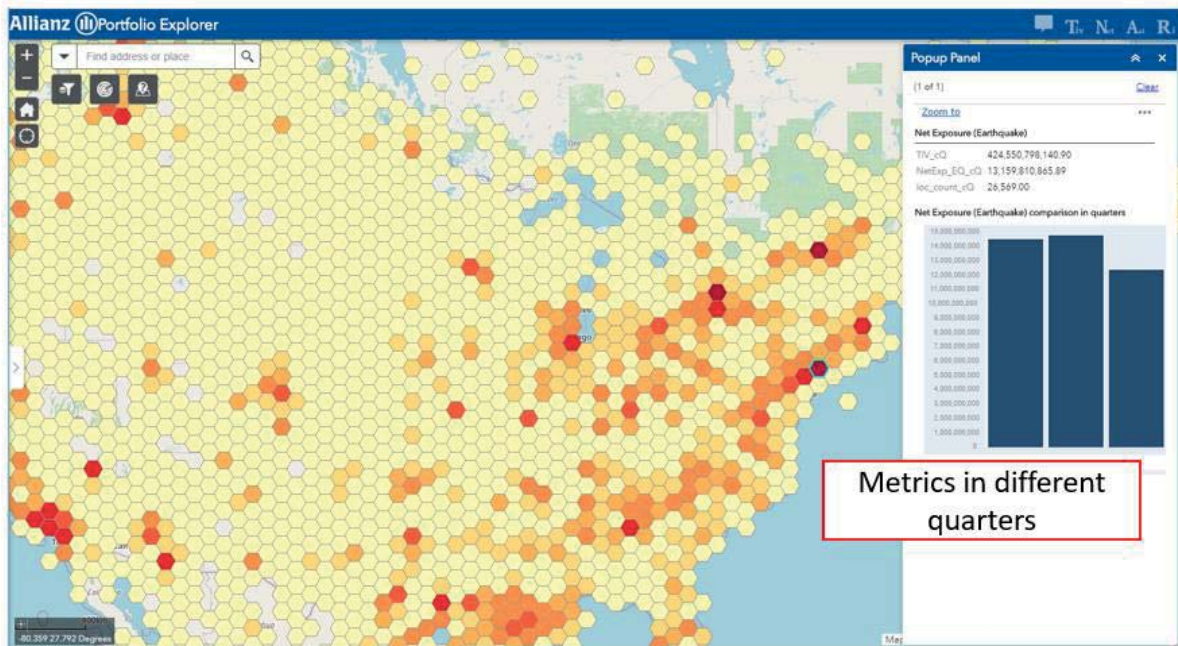 Allianz Portfolio Explorer
Find address or place
Popup Panel
(1 of 1) Clear
Zoom to
Net Exposure (Earthquake)
TIV_cQ 424,550,798,140.90
NetExp_EQ_cQ 13,159,810,865.89
loc_count_cQ 26,569.00
Net Exposure (Earthquake) comparison in quarters
15,000,000,000
14,000,000,000
13,000,000,000
12,000,000,000
11,000,000,000
10,000,000,000
9,000,000,000
8,000,000,000
7,000,000,000
6,000,000,000
5,000,000,000
4,000,000,000
3,000,000,000
2,000,000,000
1,000,000,000
0
Metrics in different
quarters
-80.359 27.792 Degrees